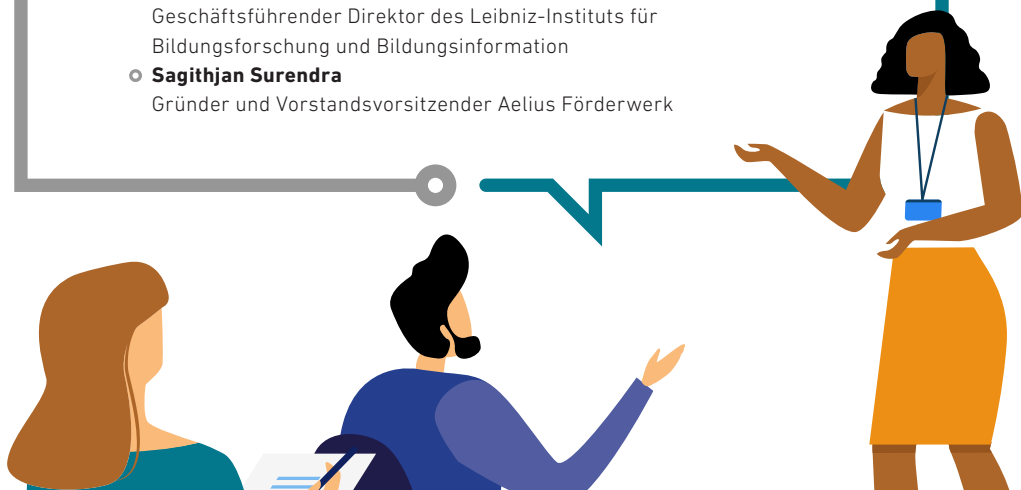 Geschäftsführender Direktor des Leibniz-Instituts für
Bildungsforschung und Bildungsinformation
Sagithjan Surendra
Gründer und Vorstandsvorsitzender Aelius Förderwerk